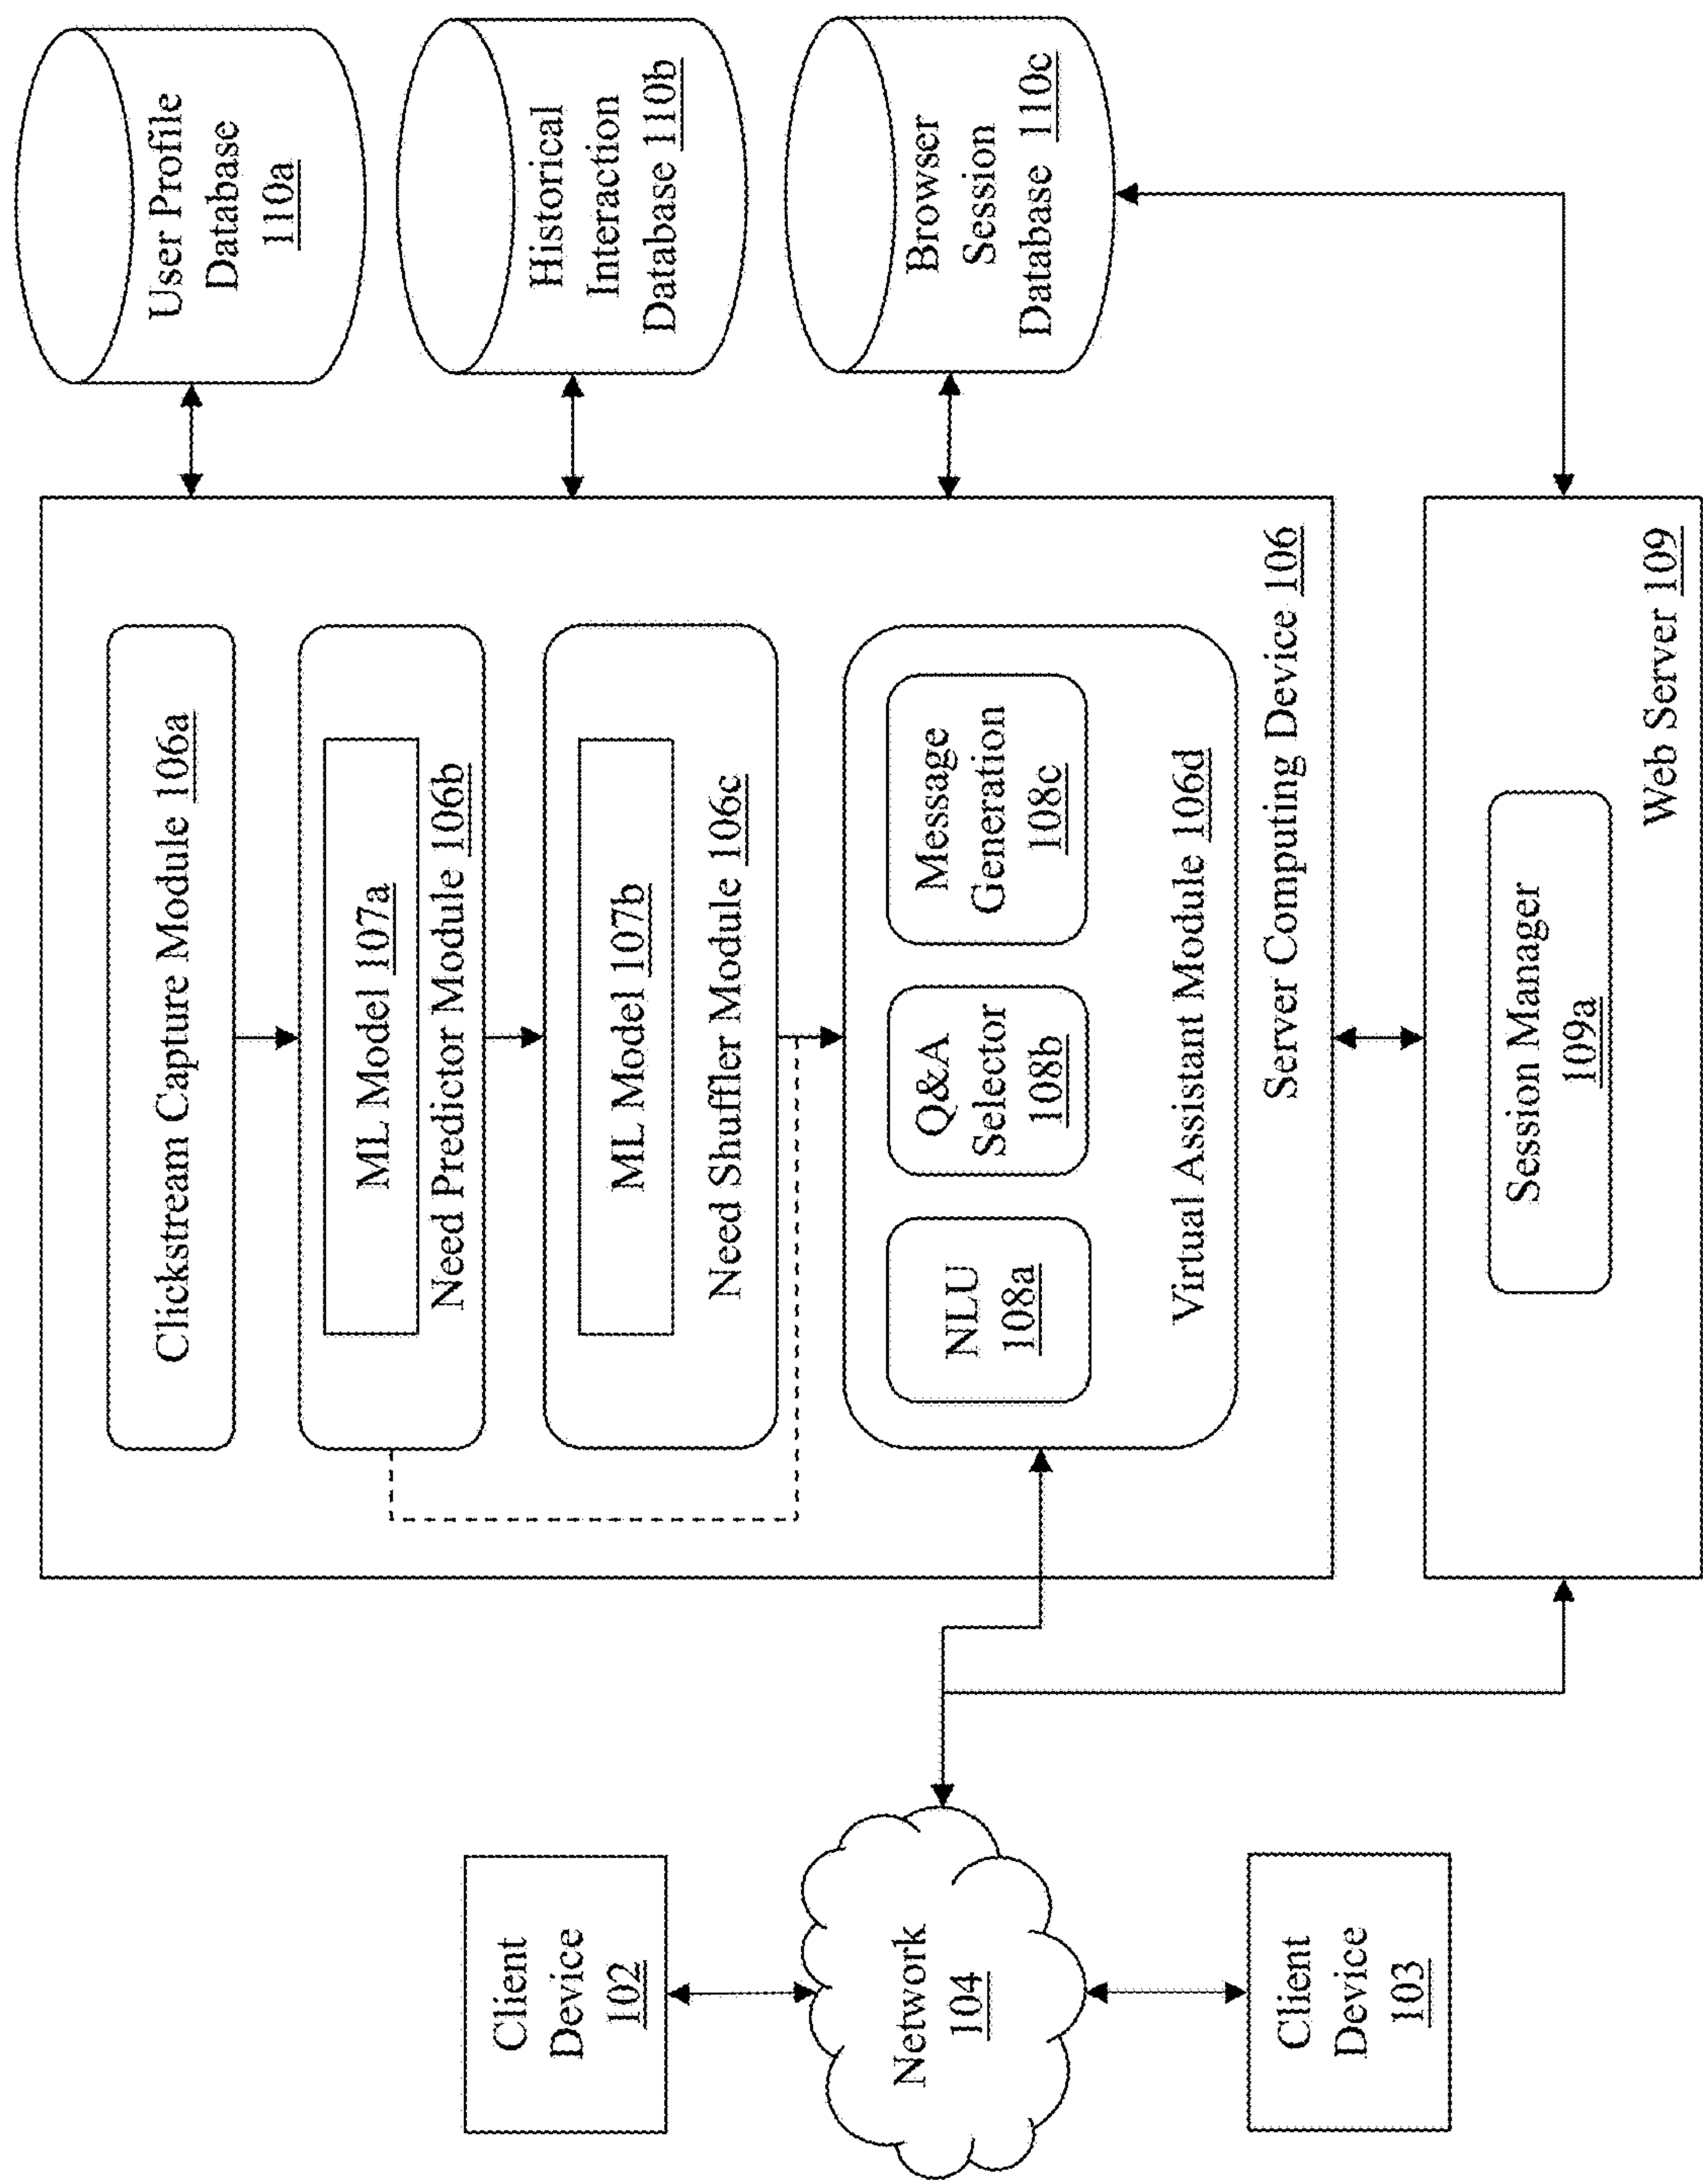 Client
Device
102
Network
104
Client
Device
103
Clickstream Capture Module 106a
ML Model 107a
Need Predictor Module 106b
ML Model 107b
Need Shuffler Module 106c
NLU
108a
Q&A
Selector
108b
Message
Generation
108c
Virtual Assistant Module 106d
Server Computing Device 106
Session Manager
109a
Web Server 109
User Profile
Database
110a
Historical
Interaction
Database 110b
Browser
Session
Database 110c